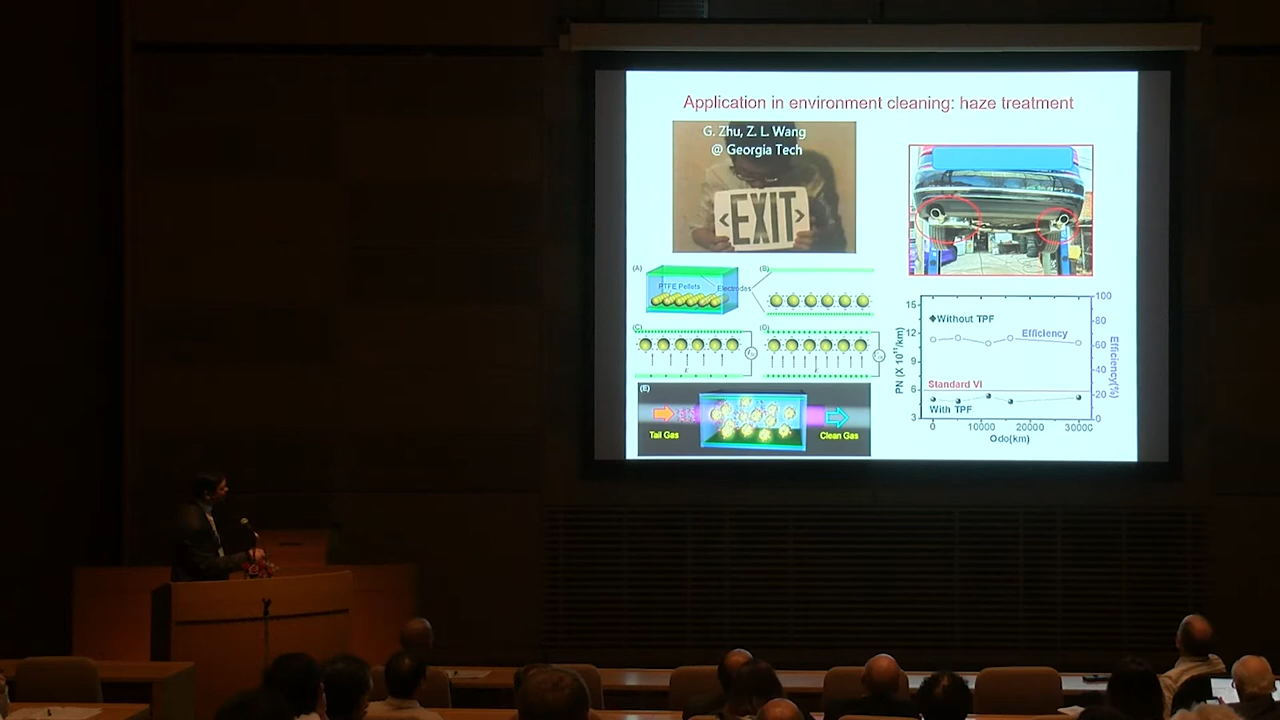 Application in environment cleaning: haze treatment
G. Zhu, Z. L. Wang
@ Georgia Tech
<EXIT>
(A)
PTFE Pellets
Electrodes
(B)
(C)
E
(D)
E
(E)
Tail Gas
Clean Gas
15
12
9
6
3
PN (X 10¹¹/km)
Without TPF
Efficiency
Standard VI
With TPF
0
10000
20000
30000
Odo(km)
100
80
60
40
20
0
Efficiency(%)